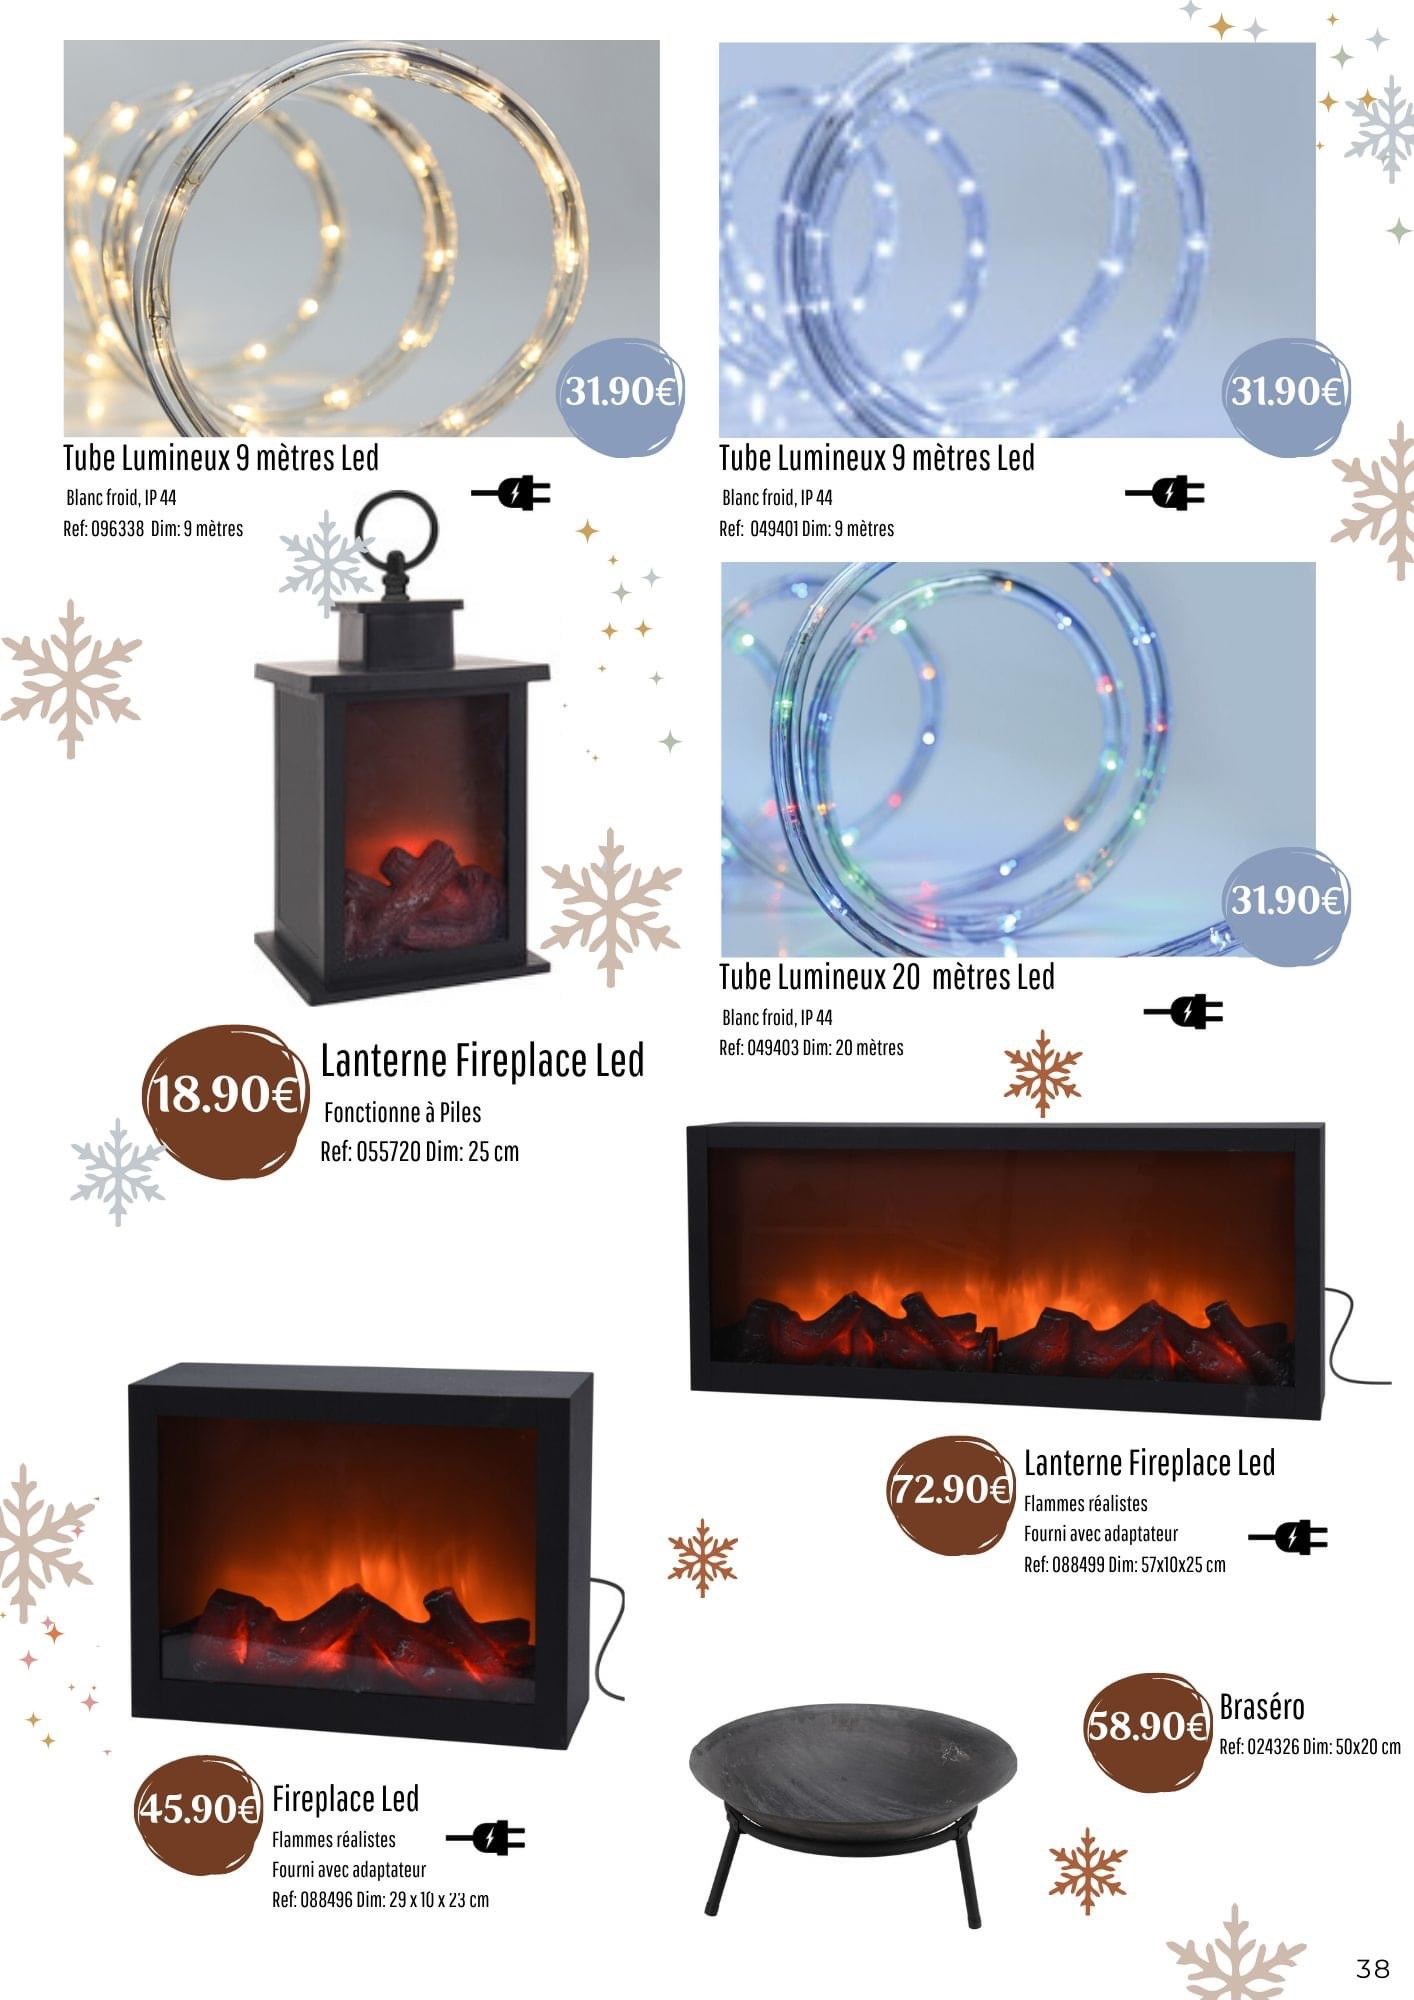 31.90€
Tube Lumineux 9 mètres Led
Blanc froid, IP 44
Ref: 096338 Dim: 9 mètres
31.90€
Tube Lumineux 9 mètres Led
Blanc froid, IP 44
Ref: 049401 Dim: 9 mètres
31.90€
Tube Lumineux 20 mètres Led
Blanc froid, IP 44
Ref: 049403 Dim: 20 mètres
18.90€
Lanterne Fireplace Led
Fonctionne à Piles
Ref: 055720 Dim: 25 cm
72.90€
Lanterne Fireplace Led
Flammes réalistes
Fourni avec adaptateur
Ref: 088499 Dim: 57x10x25 cm
45.90€
Fireplace Led
Flammes réalistes
Fourni avec adaptateur
Ref: 088496 Dim: 29 x 10 x 23 cm
58.90€
Braséro
Ref: 024326 Dim: 50x20 cm
38